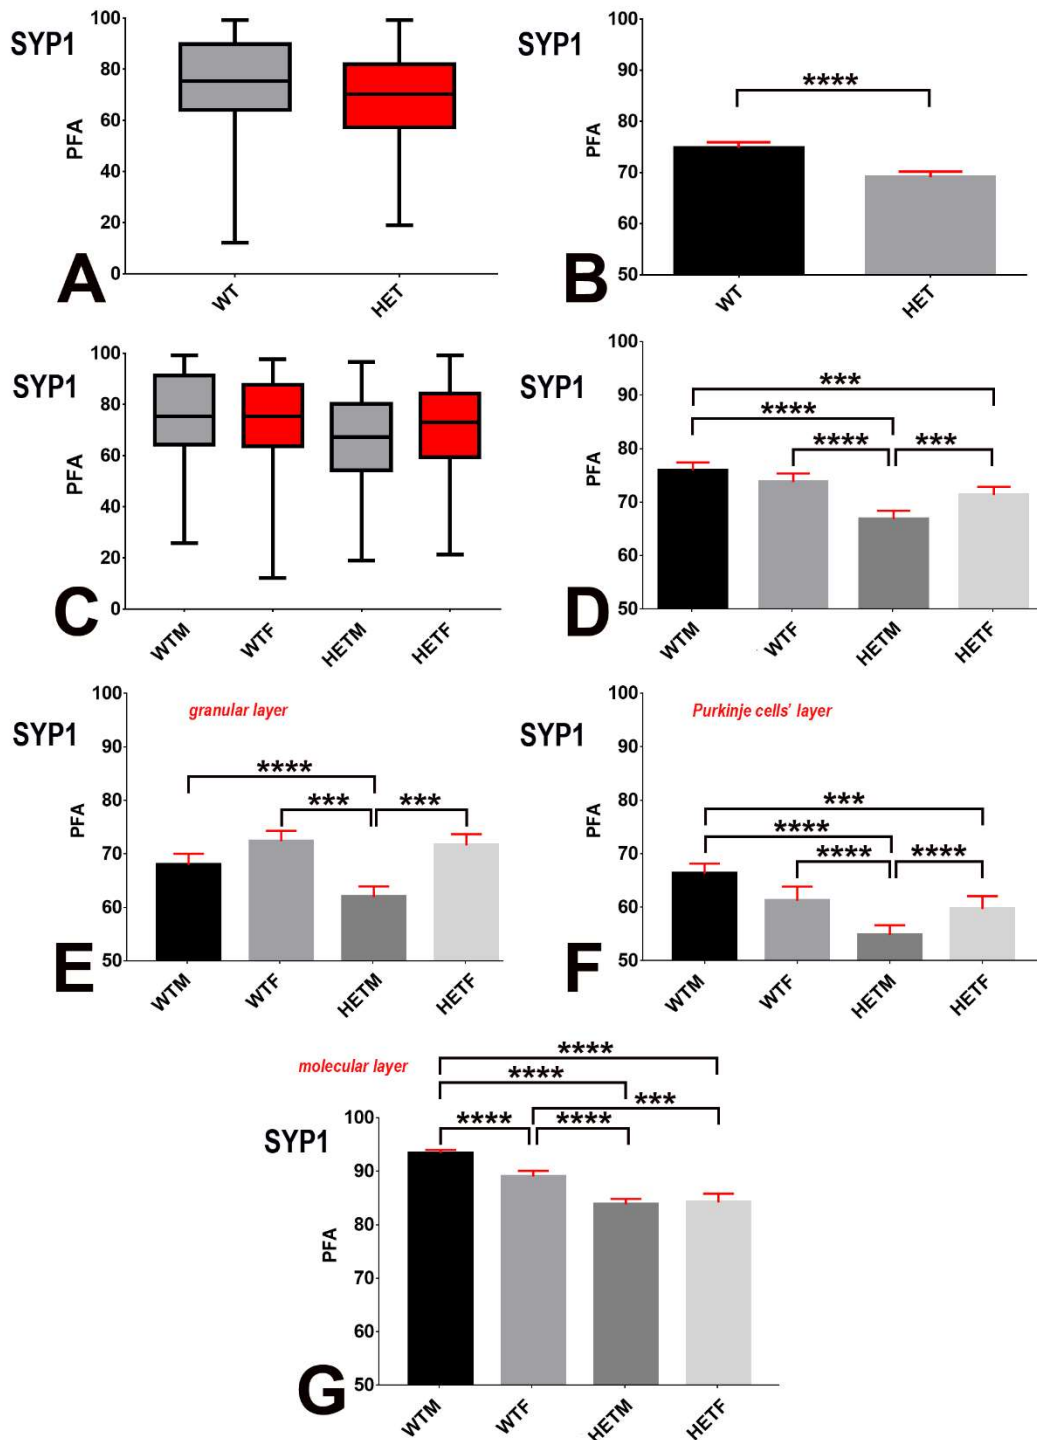 SYP1
PFA
100
80
60
40
20
0
WT
HET
A
SYP1
PFA
100
90
80
70
60
50
****
WT
HET
B
SYP1
PFA
100
80
60
40
20
0
WTM
WTF
HETM
HETF
C
SYP1
PFA
100
90
80
70
60
50
***
****
**** ***
WTM
WTF
HETM
HETF
D
SYP1
PFA
100
90
80
70
60
50
granular layer
****
*** ***
WTM
WTF
HETM
HETF
E
SYP1
PFA
100
90
80
70
60
50
Purkinje cells' layer
***
****
**** ****
WTM
WTF
HETM
HETF
F
molecular layer
SYP1
PFA
100
90
80
70
60
50
****
****
***
**** ****
WTM
WTF
HETM
HETF
G